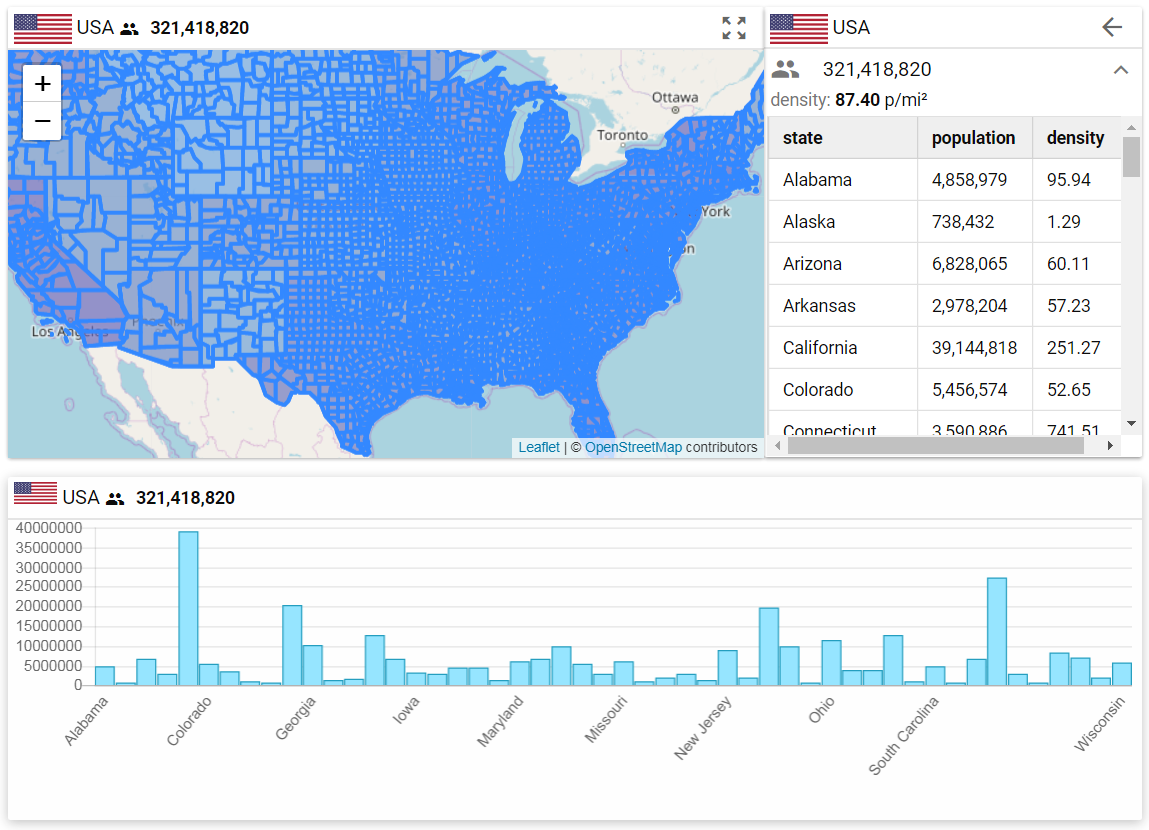 USA 321,418,820
+
−
Ottawa
Toronto
York
n
Los Angeles
Leaflet | © OpenStreetMap contributors
USA
321,418,820
density: 87.40 p/mi²
state population density
Alabama 4,858,979 95.94
Alaska 738,432 1.29
Arizona 6,828,065 60.11
Arkansas 2,978,204 57.23
California 39,144,818 251.27
Colorado 5,456,574 52.65
Connecticut 3,590,886 741.51
USA 321,418,820
40000000
35000000
30000000
25000000
20000000
15000000
10000000
5000000
0
Alabama
Colorado
Georgia
Iowa
Maryland
Missouri
New Jersey
Ohio
South Carolina
Wisconsin